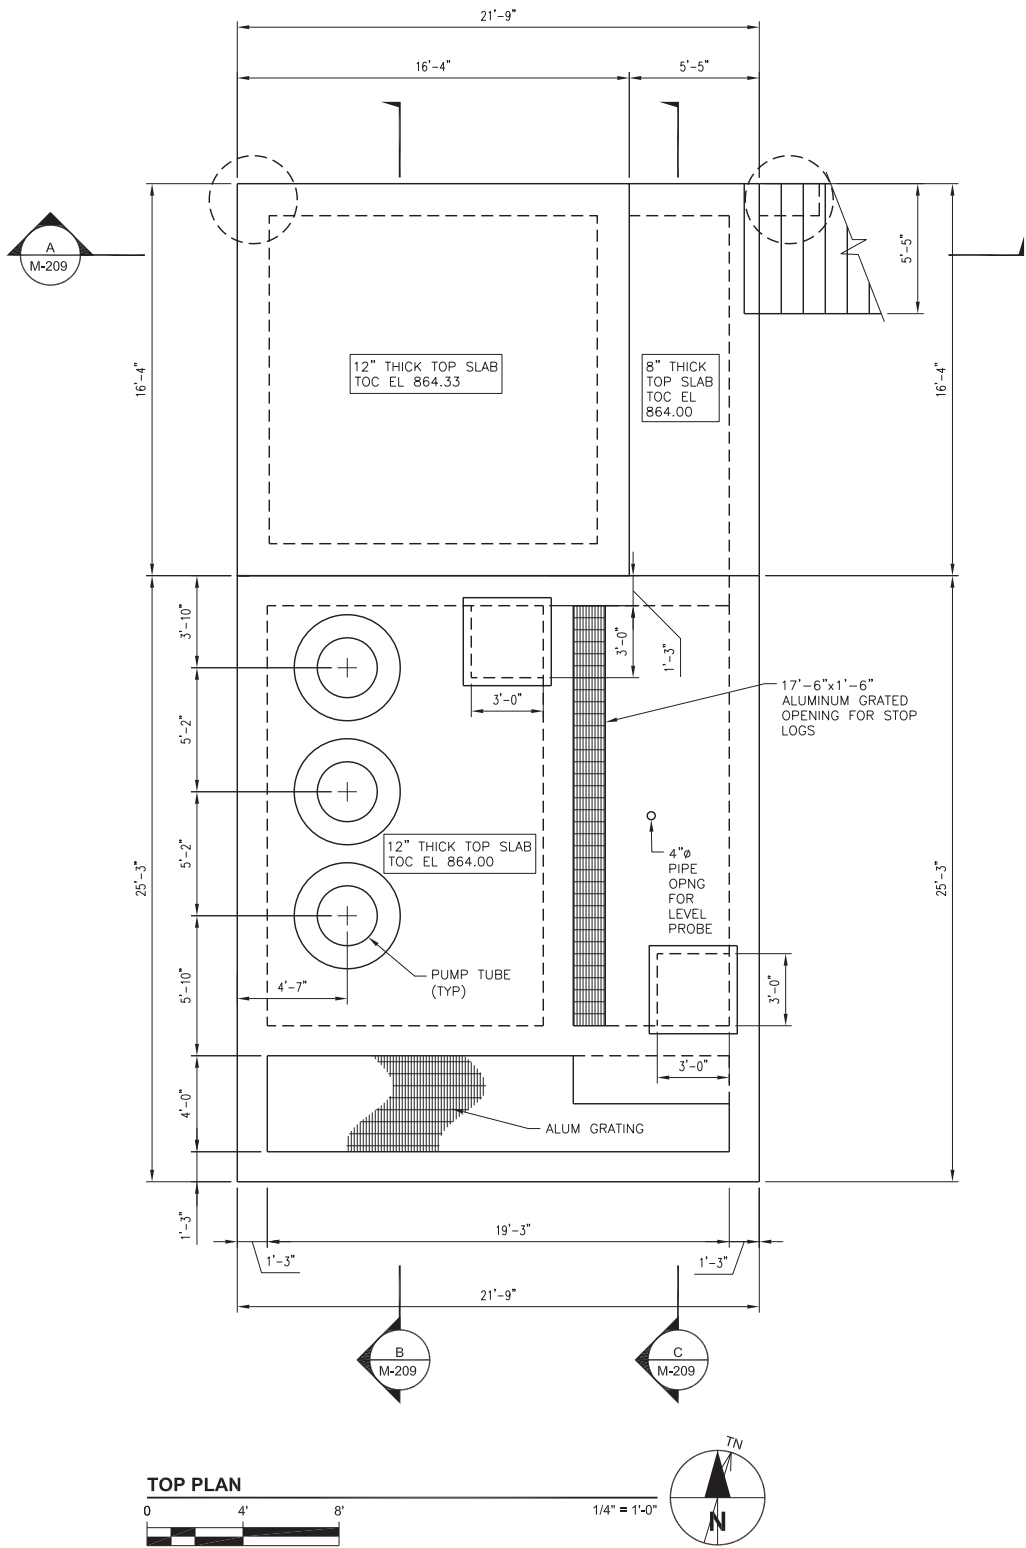 21'-9"
16'-4"
5'-5"
A
M-209
5'-5"
16'-4"
16'-4"
12" THICK TOP SLAB
TOC EL 864.33
8" THICK
TOP SLAB
TOC EL
864.00
3'-10"
3'-0"
1'-3"
3'-0"
17'-6"x1'-6"
ALUMINUM GRATED
OPENING FOR STOP
LOGS
5'-2"
5'-2"
12" THICK TOP SLAB
TOC EL 864.00
4"ø
PIPE
OPNG
FOR
LEVEL
PROBE
25'-3"
25'-3"
PUMP TUBE
(TYP)
4'-7"
5'-10"
3'-0"
3'-0"
4'-0"
ALUM GRATING
1'-3"
19'-3"
1'-3"
1'-3"
21'-9"
B
M-209
C
M-209
TN
N
TOP PLAN
0 4' 8'
1/4" = 1'-0"